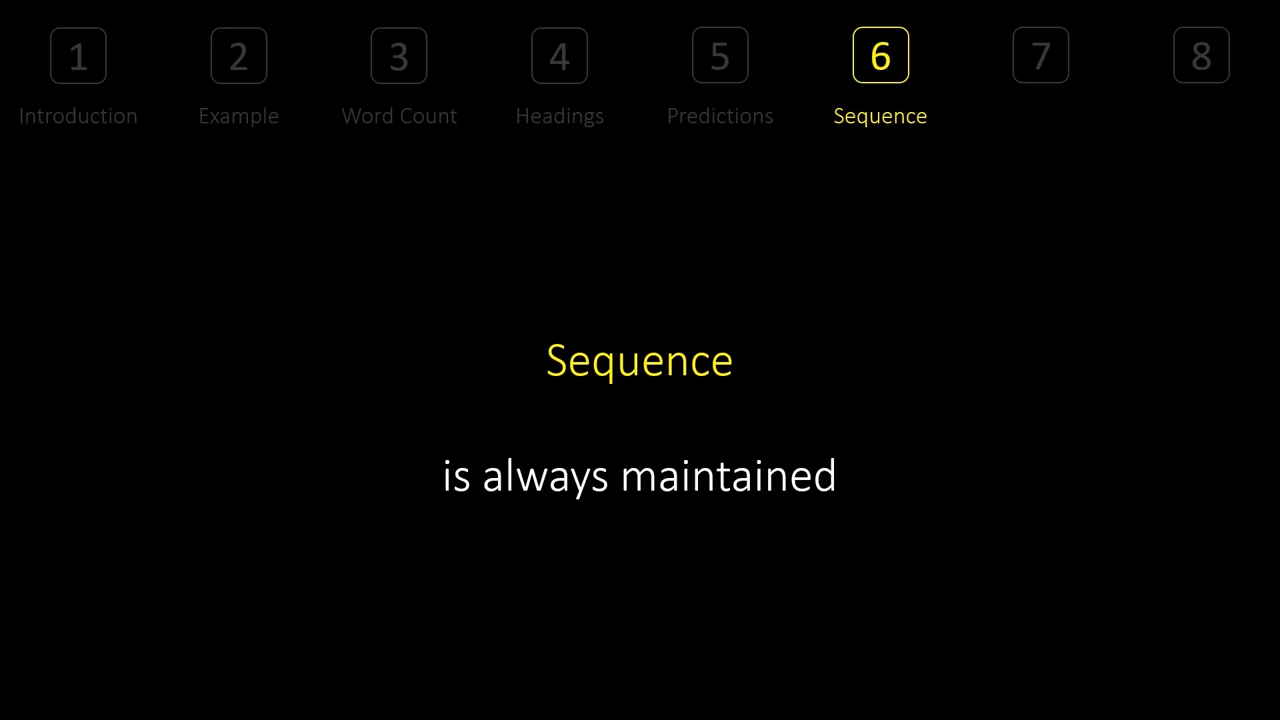 1 2 3 4 5 6 7 8
Introduction Example Word Count Headings Predictions Sequence
Sequence
is always maintained